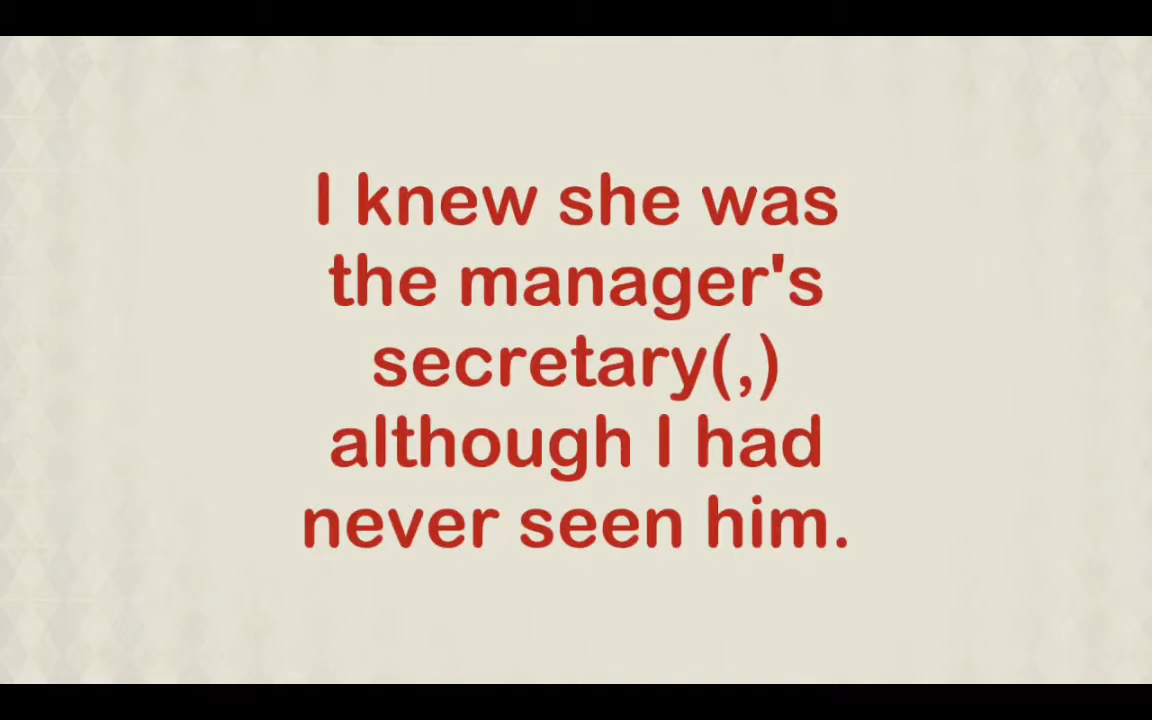 I knew she was
the manager's
secretary(,)
although I had
never seen him.